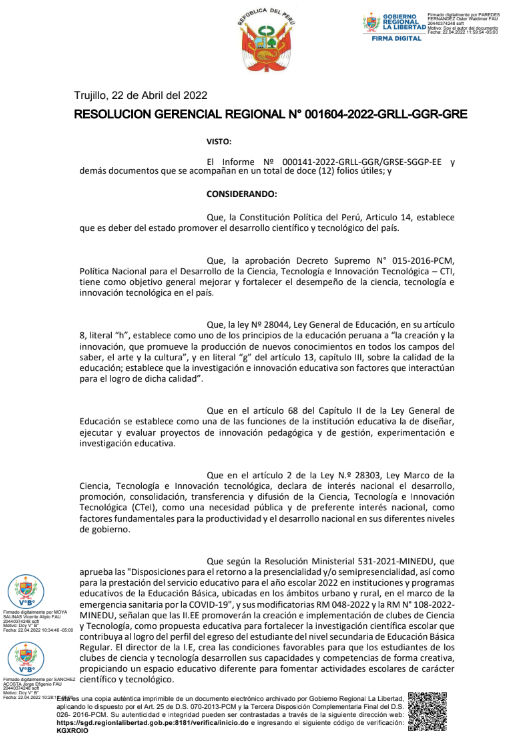 REPÚBLICA DEL PERÚ
GOBIERNO
REGIONAL
LA LIBERTAD
FIRMA DIGITAL
Firmado digitalmente por PAREDES
FERNANDEZ Oster Waldimer FAU
20440374248 soft
Motivo: Soy el autor del documento
Fecha: 22.04.2022 11:59:54 -05:00
Trujillo, 22 de Abril del 2022
RESOLUCION GERENCIAL REGIONAL N° 001604-2022-GRLL-GGR-GRE
VISTO:
El Informe Nº 000141-2022-GRLL-GGR/GRSE-SGGP-EE y
demás documentos que se acompañan en un total de doce (12) folios útiles; y
CONSIDERANDO:
Que, la Constitución Política del Perú, Articulo 14, establece
que es deber del estado promover el desarrollo científico y tecnológico del país.
Que, la aprobación Decreto Supremo N° 015-2016-PCM,
Política Nacional para el Desarrollo de la Ciencia, Tecnología e Innovación Tecnológica – CTI,
tiene como objetivo general mejorar y fortalecer el desempeño de la ciencia, tecnología e
innovación tecnológica en el país.
Que, la ley Nº 28044, Ley General de Educación, en su artículo
8, literal "h", establece como uno de los principios de la educación peruana a "la creación y la
innovación, que promueve la producción de nuevos conocimientos en todos los campos del
saber, el arte y la cultura", y en literal "g" del artículo 13, capítulo III, sobre la calidad de la
educación; establece que la investigación e innovación educativa son factores que interactúan
para el logro de dicha calidad".
Que en el artículo 68 del Capítulo II de la Ley General de
Educación se establece como una de las funciones de la institución educativa la de diseñar,
ejecutar y evaluar proyectos de innovación pedagógica y de gestión, experimentación e
investigación educativa.
Que en el artículo 2 de la Ley N.º 28303, Ley Marco de la
Ciencia, Tecnología e Innovación tecnológica, declara de interés nacional el desarrollo,
promoción, consolidación, transferencia y difusión de la Ciencia, Tecnología e Innovación
Tecnológica (CTeI), como una necesidad pública y de preferente interés nacional, como
factores fundamentales para la productividad y el desarrollo nacional en sus diferentes niveles
de gobierno.
Que según la Resolución Ministerial 531-2021-MINEDU, que
aprueba las "Disposiciones para el retorno a la presencialidad y/o semipresencialidad, así como
para la prestación del servicio educativo para el año escolar 2022 en instituciones y programas
educativos de la Educación Básica, ubicadas en los ámbitos urbano y rural, en el marco de la
emergencia sanitaria por la COVID-19", y sus modificatorias RM 048-2022 y la RM N° 108-2022-
MINEDU, señalan que las II.EE promoverán la creación e implementación de clubes de Ciencia
y Tecnología, como propuesta educativa para fortalecer la investigación científica escolar que
contribuya al logro del perfil del egreso del estudiante del nivel secundaria de Educación Básica
Regular. El director de la I.E, crea las condiciones favorables para que los estudiantes de los
clubes de ciencia y tecnología desarrollen sus capacidades y competencias de forma creativa,
propiciando un espacio educativo diferente para fomentar actividades escolares de carácter
científico y tecnológico.
V°B°
Firmado digitalmente por MOYA
SALINAS Vicente Alipio FAU
20440374248 soft
Motivo: Doy V° B°
Fecha: 22.04.2022 10:34:48 -05:00
V°B°
Firmado digitalmente por SANCHEZ
ACOSTA Jorge Efigenio FAU
20440374248 soft
Motivo: Doy V° B°
Fecha: 22.04.2022
Esta es una copia auténtica imprimible de un documento electrónico archivado por Gobierno Regional La Libertad,
aplicando lo dispuesto por el Art. 25 de D.S. 070-2013-PCM y la Tercera Disposición Complementaria Final del D.S.
026- 2016-PCM. Su autenticidad e integridad pueden ser contrastadas a través de la siguiente dirección web:
https://sgd.regionlalibertad.gob.pe:8181/verifica/inicio.do e ingresando el siguiente código de verificación:
KGXROIO